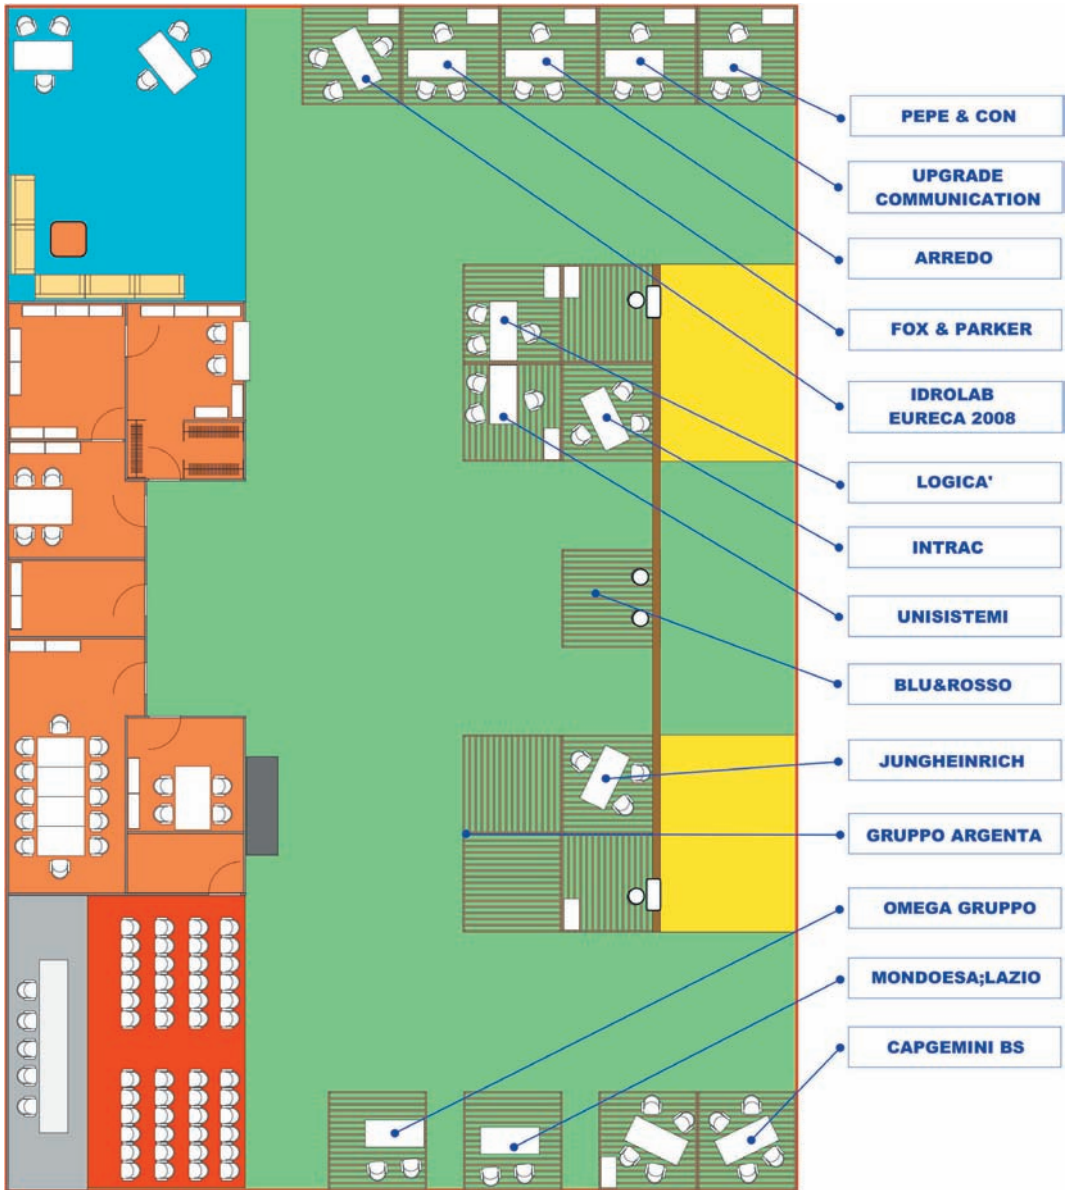 PEPE & CON
UPGRADE
COMMUNICATION
ARREDO
FOX & PARKER
IDROLAB
EURECA 2008
LOGICA'
INTRAC
UNISISTEMI
BLU&ROSSO
JUNGHEINRICH
GRUPPO ARGENTA
OMEGA GRUPPO
MONDOESA;LAZIO
CAPGEMINI BS